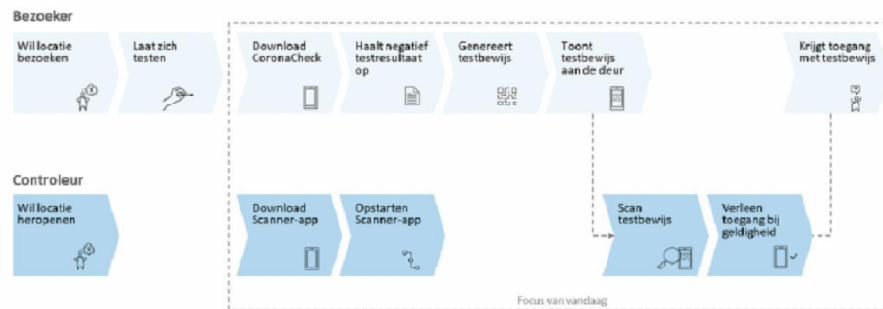 Bezoeker
Wil locatie
bezoeken
Laat zich
testen
Download
CoronaCheck
Haalt negatief
testresultaat
op
Genereert
testbewijs
Toont
testbewijs
aan de deur
Krijgt toegang
met testbewijs
Controleur
Wil locatie
heropenen
Download
Scanner-app
Opstarten
Scanner-app
Scan
testbewijs
Verleen
toegang bij
geldigheid
Focus van vandaag